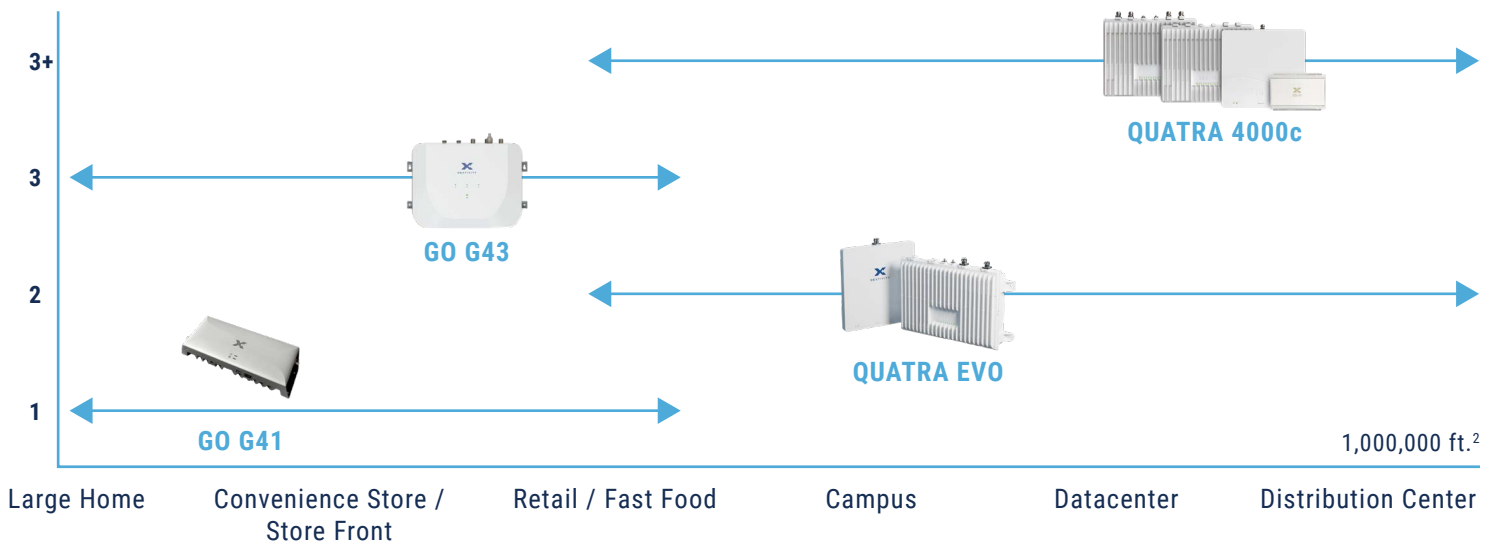 3+
QUATRA 4000c
3
GO G43
2
QUATRA EVO
1
GO G41
1,000,000 ft.²
Large Home
Convenience Store /
Store Front
Retail / Fast Food
Campus
Datacenter
Distribution Center